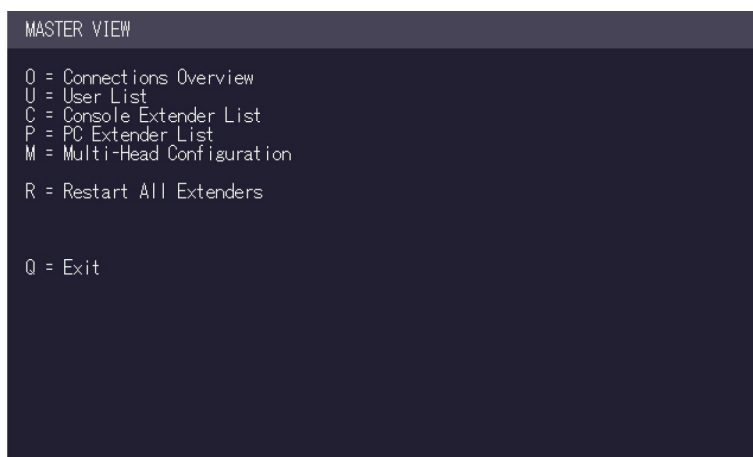 MASTER VIEW
O = Connections Overview
U = User List
C = Console Extender List
P = PC Extender List
M = Multi-Head Configuration
R = Restart All Extenders
Q = Exit